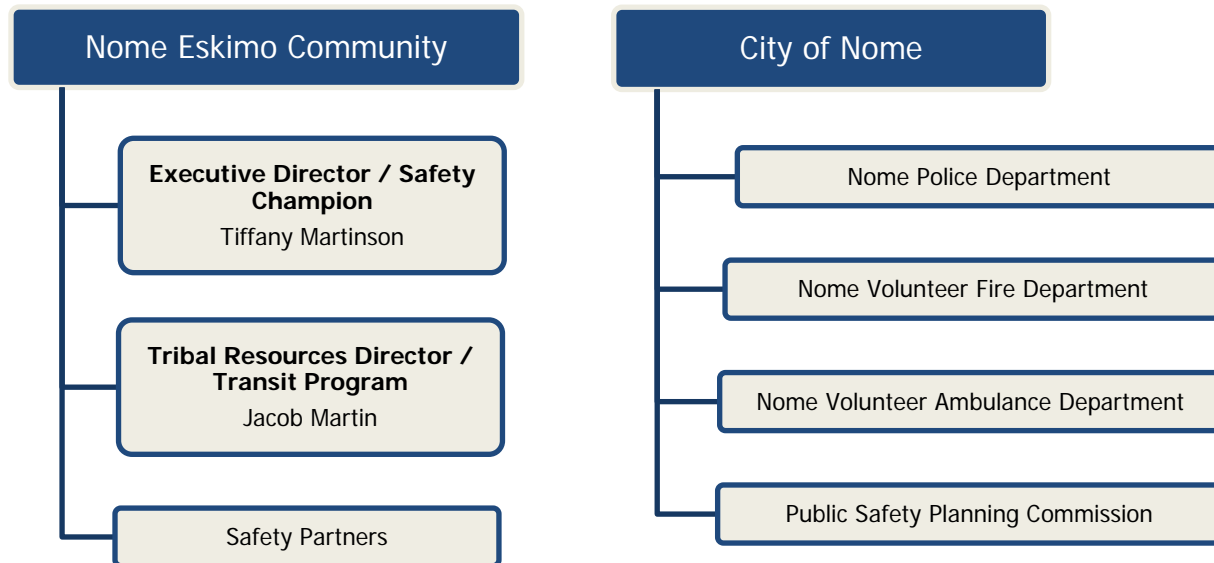 Nome Eskimo Community
Executive Director / Safety
Champion
Tiffany Martinson
Tribal Resources Director /
Transit Program
Jacob Martin
Safety Partners
City of Nome
Nome Police Department
Nome Volunteer Fire Department
Nome Volunteer Ambulance Department
Public Safety Planning Commission